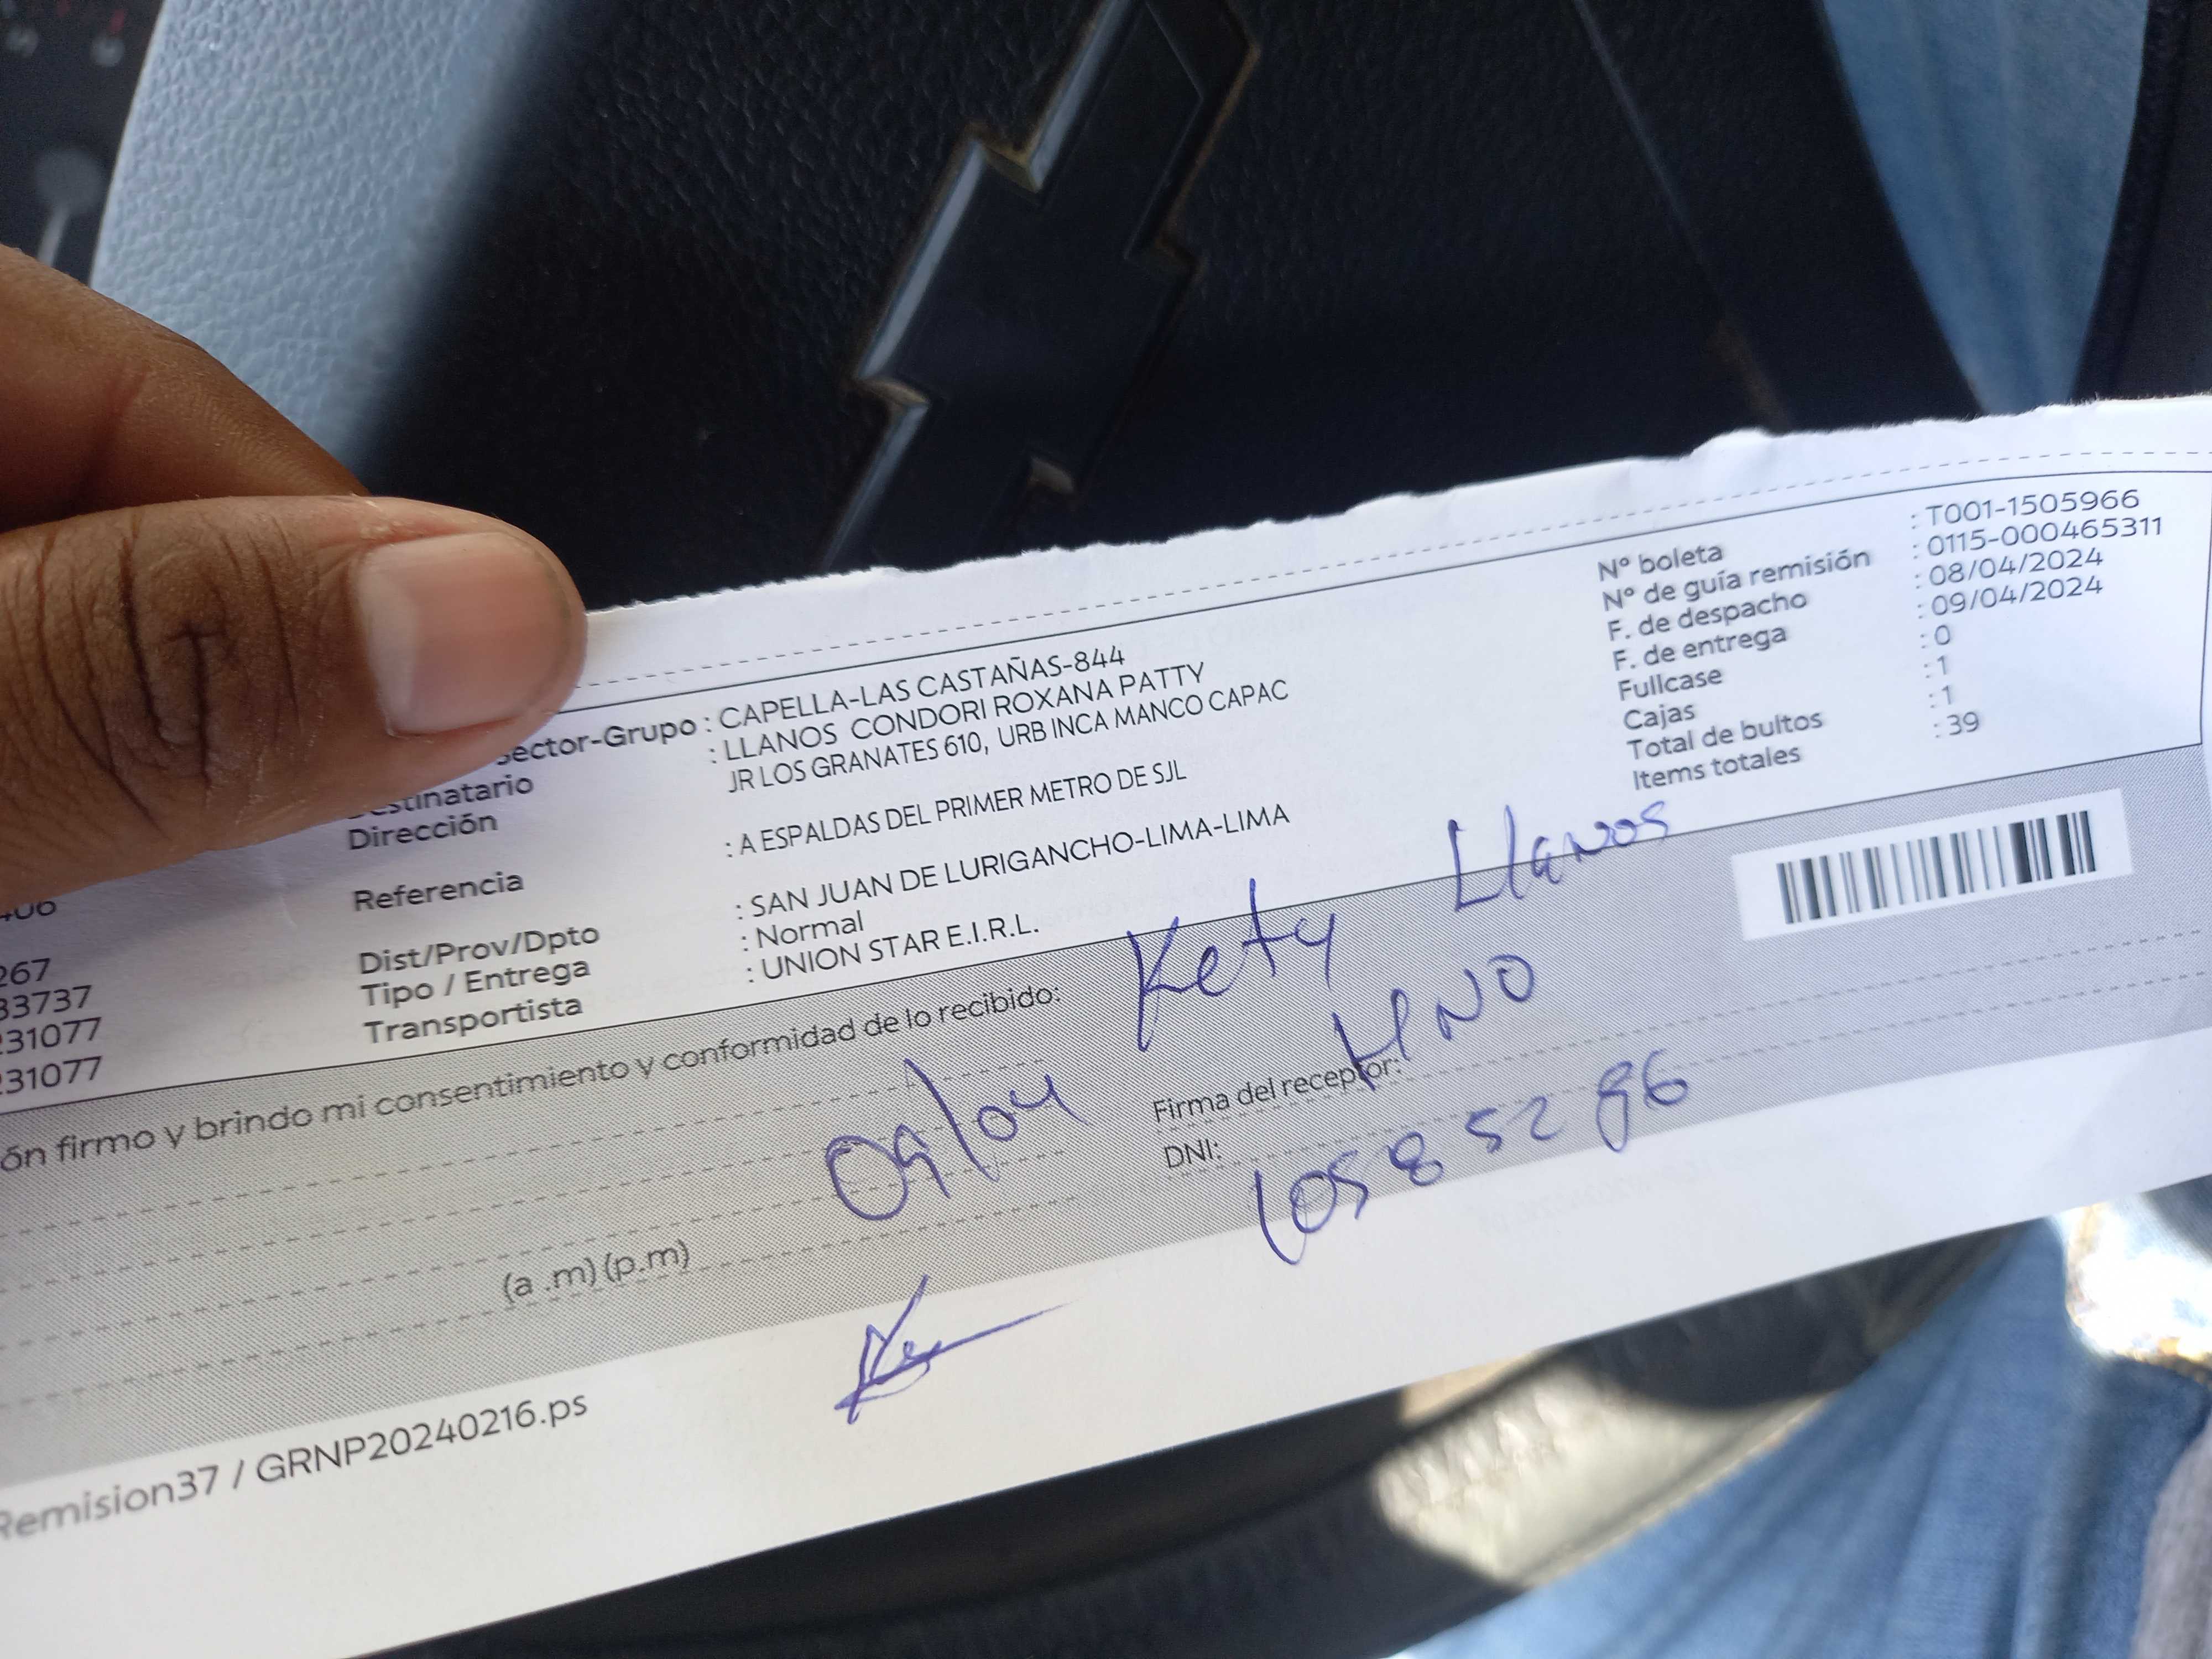 Sector-Grupo : CAPELLA-LAS CASTAÑAS-844
Destinatario : LLANOS CONDORI ROXANA PATTY
Dirección JR LOS GRANATES 610, URB INCA MANCO CAPAC
Referencia : A ESPALDAS DEL PRIMER METRO DE SJL
Dist/Prov/Dpto : SAN JUAN DE LURIGANCHO-LIMA-LIMA
Tipo / Entrega : Normal
Transportista : UNION STAR E.I.R.L.
Nº boleta : T001-1505966
Nº de guía remisión : 0115-000465311
F. de despacho : 08/04/2024
F. de entrega : 09/04/2024
Fullcase : 0
Cajas : 1
Total de bultos : 1
Items totales : 39
406
267
33737
231077
231077
ón firmo y brindo mi consentimiento y conformidad de lo recibido:
Kety Llanos
HNO
09/04
Firma del receptor:
DNI:
10585286
(a .m) (p.m)
Remision37 / GRNP20240216.ps